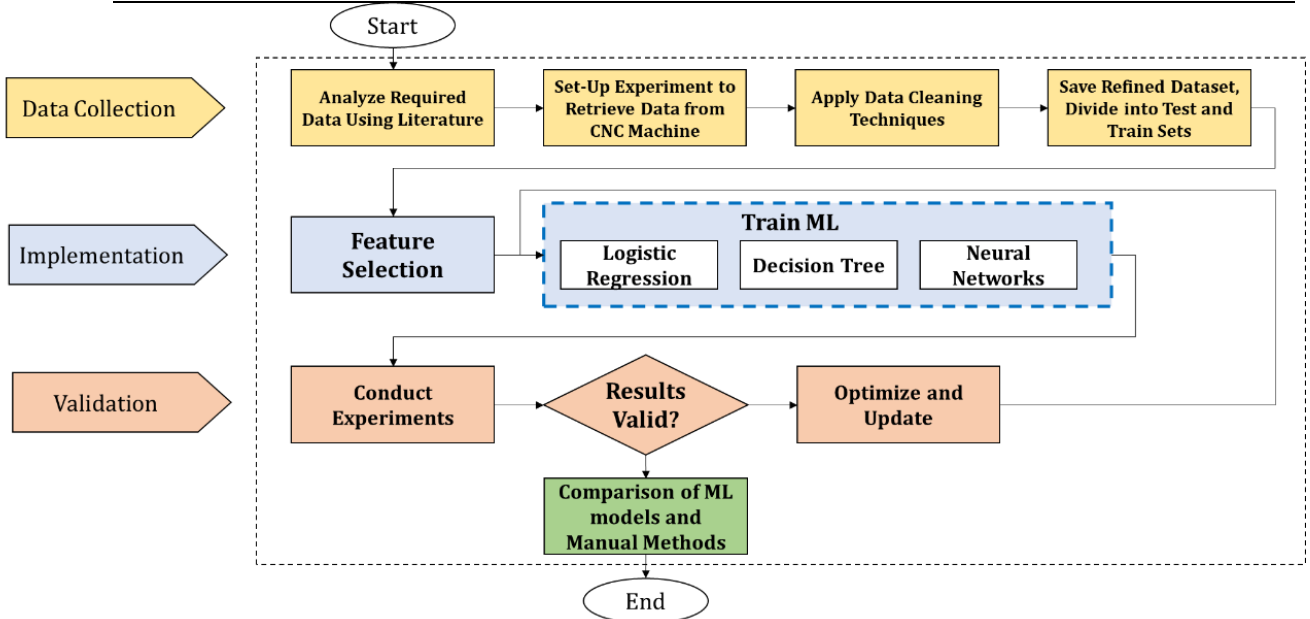 Start
Data Collection
Analyze Required
Data Using Literature
Set-Up Experiment to
Retrieve Data from
CNC Machine
Apply Data Cleaning
Techniques
Save Refined Dataset,
Divide into Test and
Train Sets
Implementation
Feature
Selection
Train ML
Logistic
Regression
Decision Tree
Neural
Networks
Validation
Conduct
Experiments
Results
Valid?
Optimize and
Update
Comparison of ML
models and
Manual Methods
End